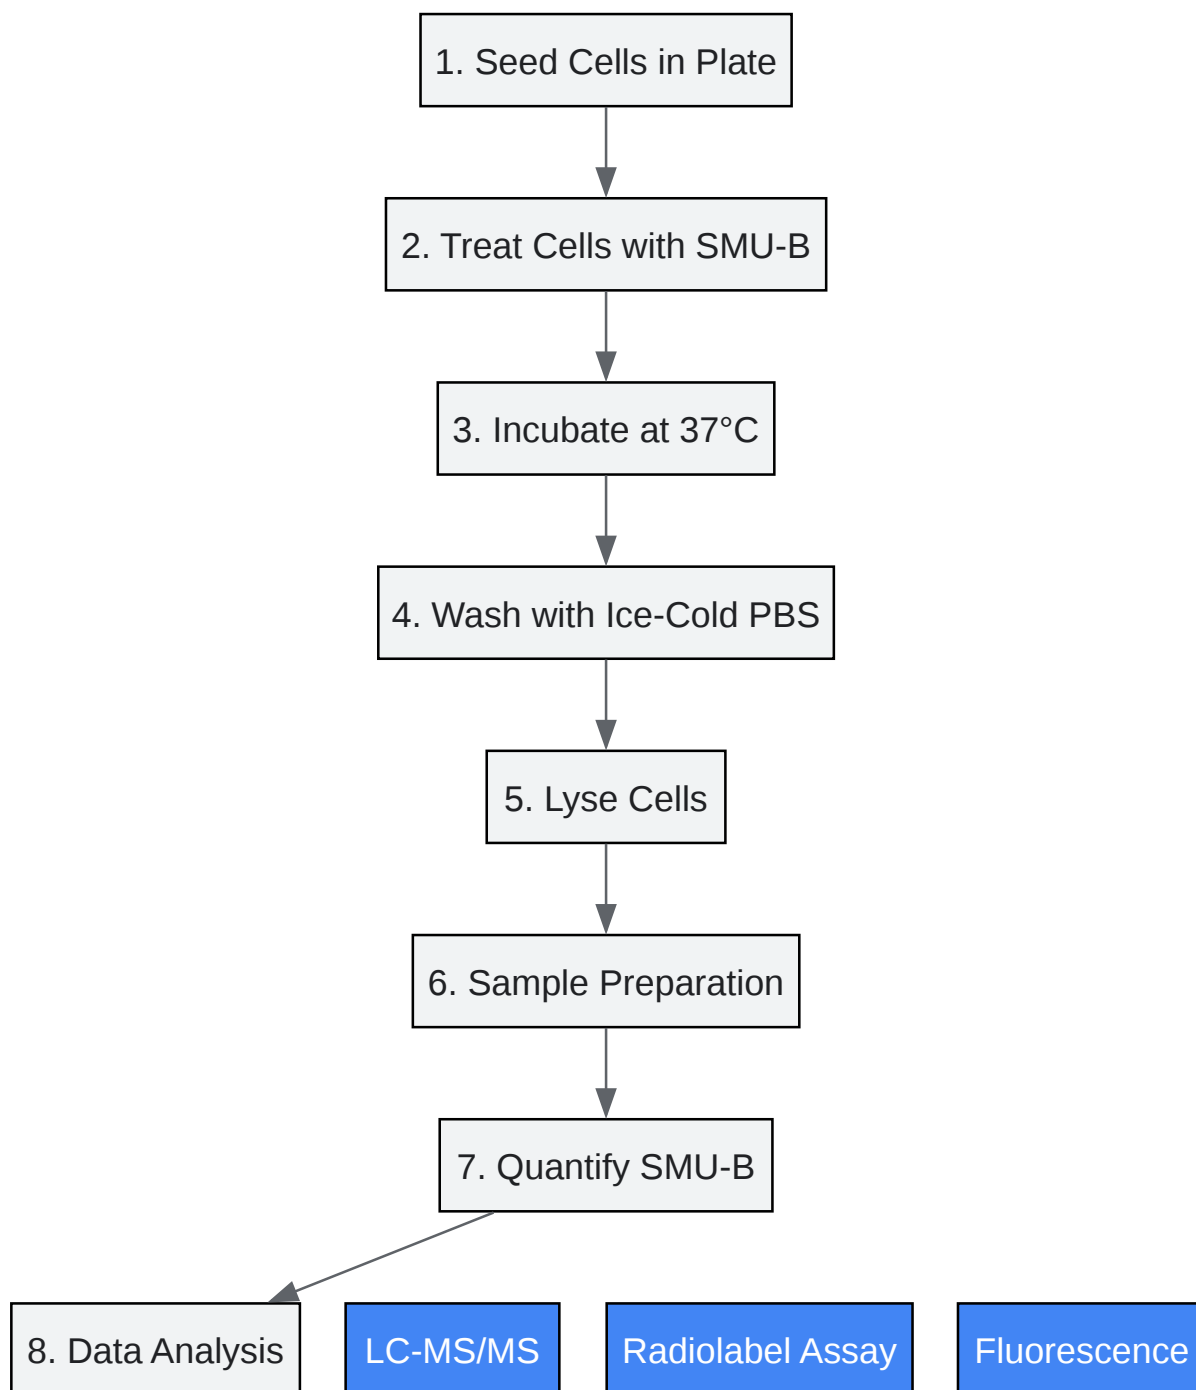 1. Seed Cells in Plate
2. Treat Cells with SMU-B
3. Incubate at 37°C
4. Wash with Ice-Cold PBS
5. Lyse Cells
6. Sample Preparation
7. Quantify SMU-B
8. Data Analysis
LC-MS/MS
Radiolabel Assay
Fluorescence